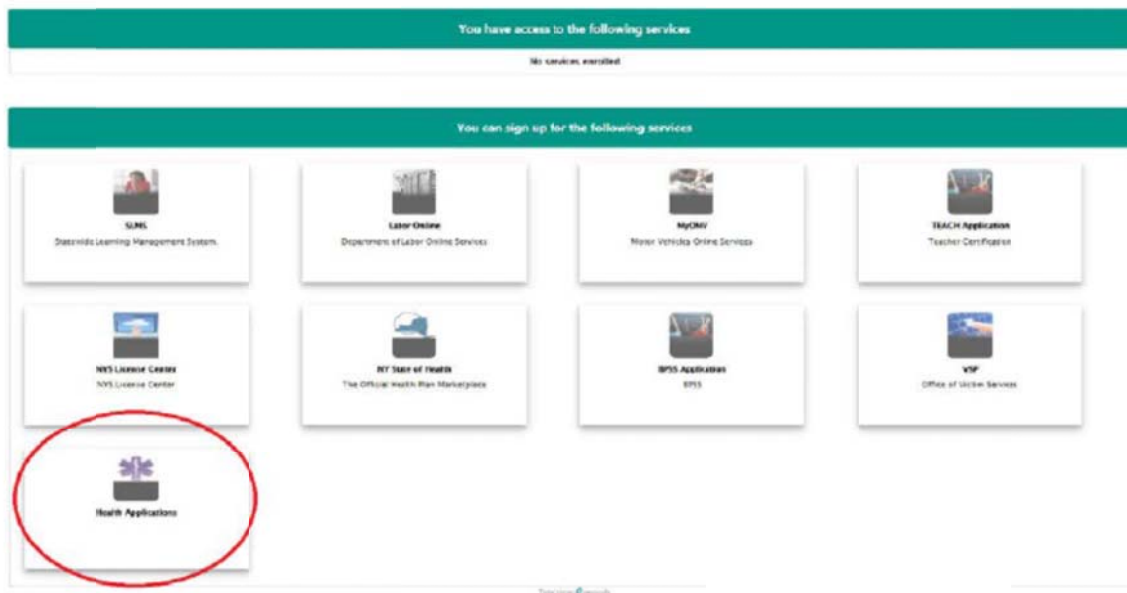 You have access to the following services
No services enrolled
You can sign up for the following services
SLMS
Statewide Learning Management System.
Labor Online
Department of Labor Online Services
MyDMV
Motor Vehicles Online Services
TEACH Application
Teacher Certification
NYS License Center
NYS License Center
NY State of Health
The Official Health Plan Marketplace
BPSS Application
BPSS
VSP
Office of Victim Services
Health Applications